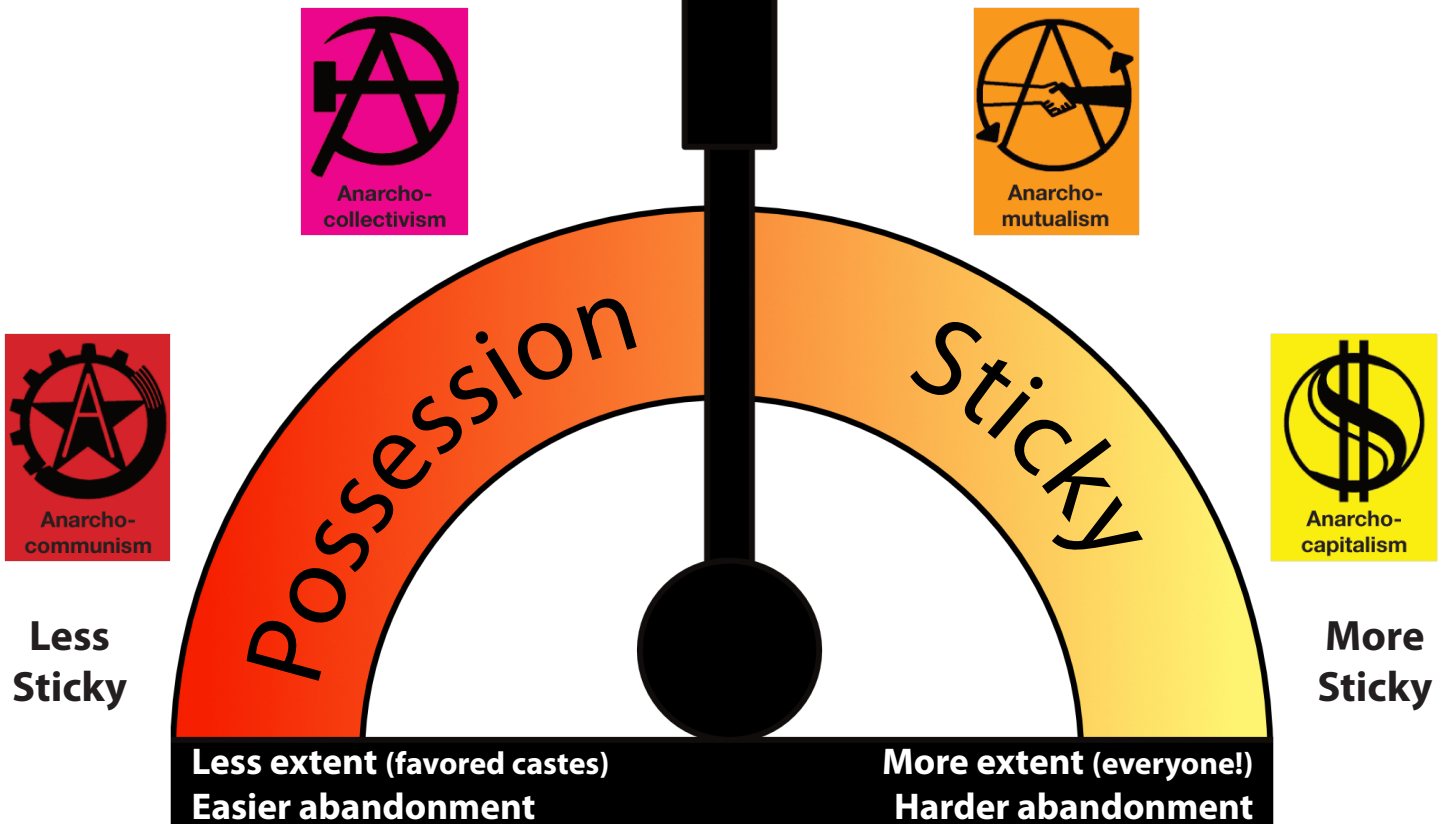 Anarcho-
collectivism
Anarcho-
mutualism
Possession
Sticky
Anarcho-
communism
Anarcho-
capitalism
Less
Sticky
More
Sticky
Less extent (favored castes)
Easier abandonment
More extent (everyone!)
Harder abandonment